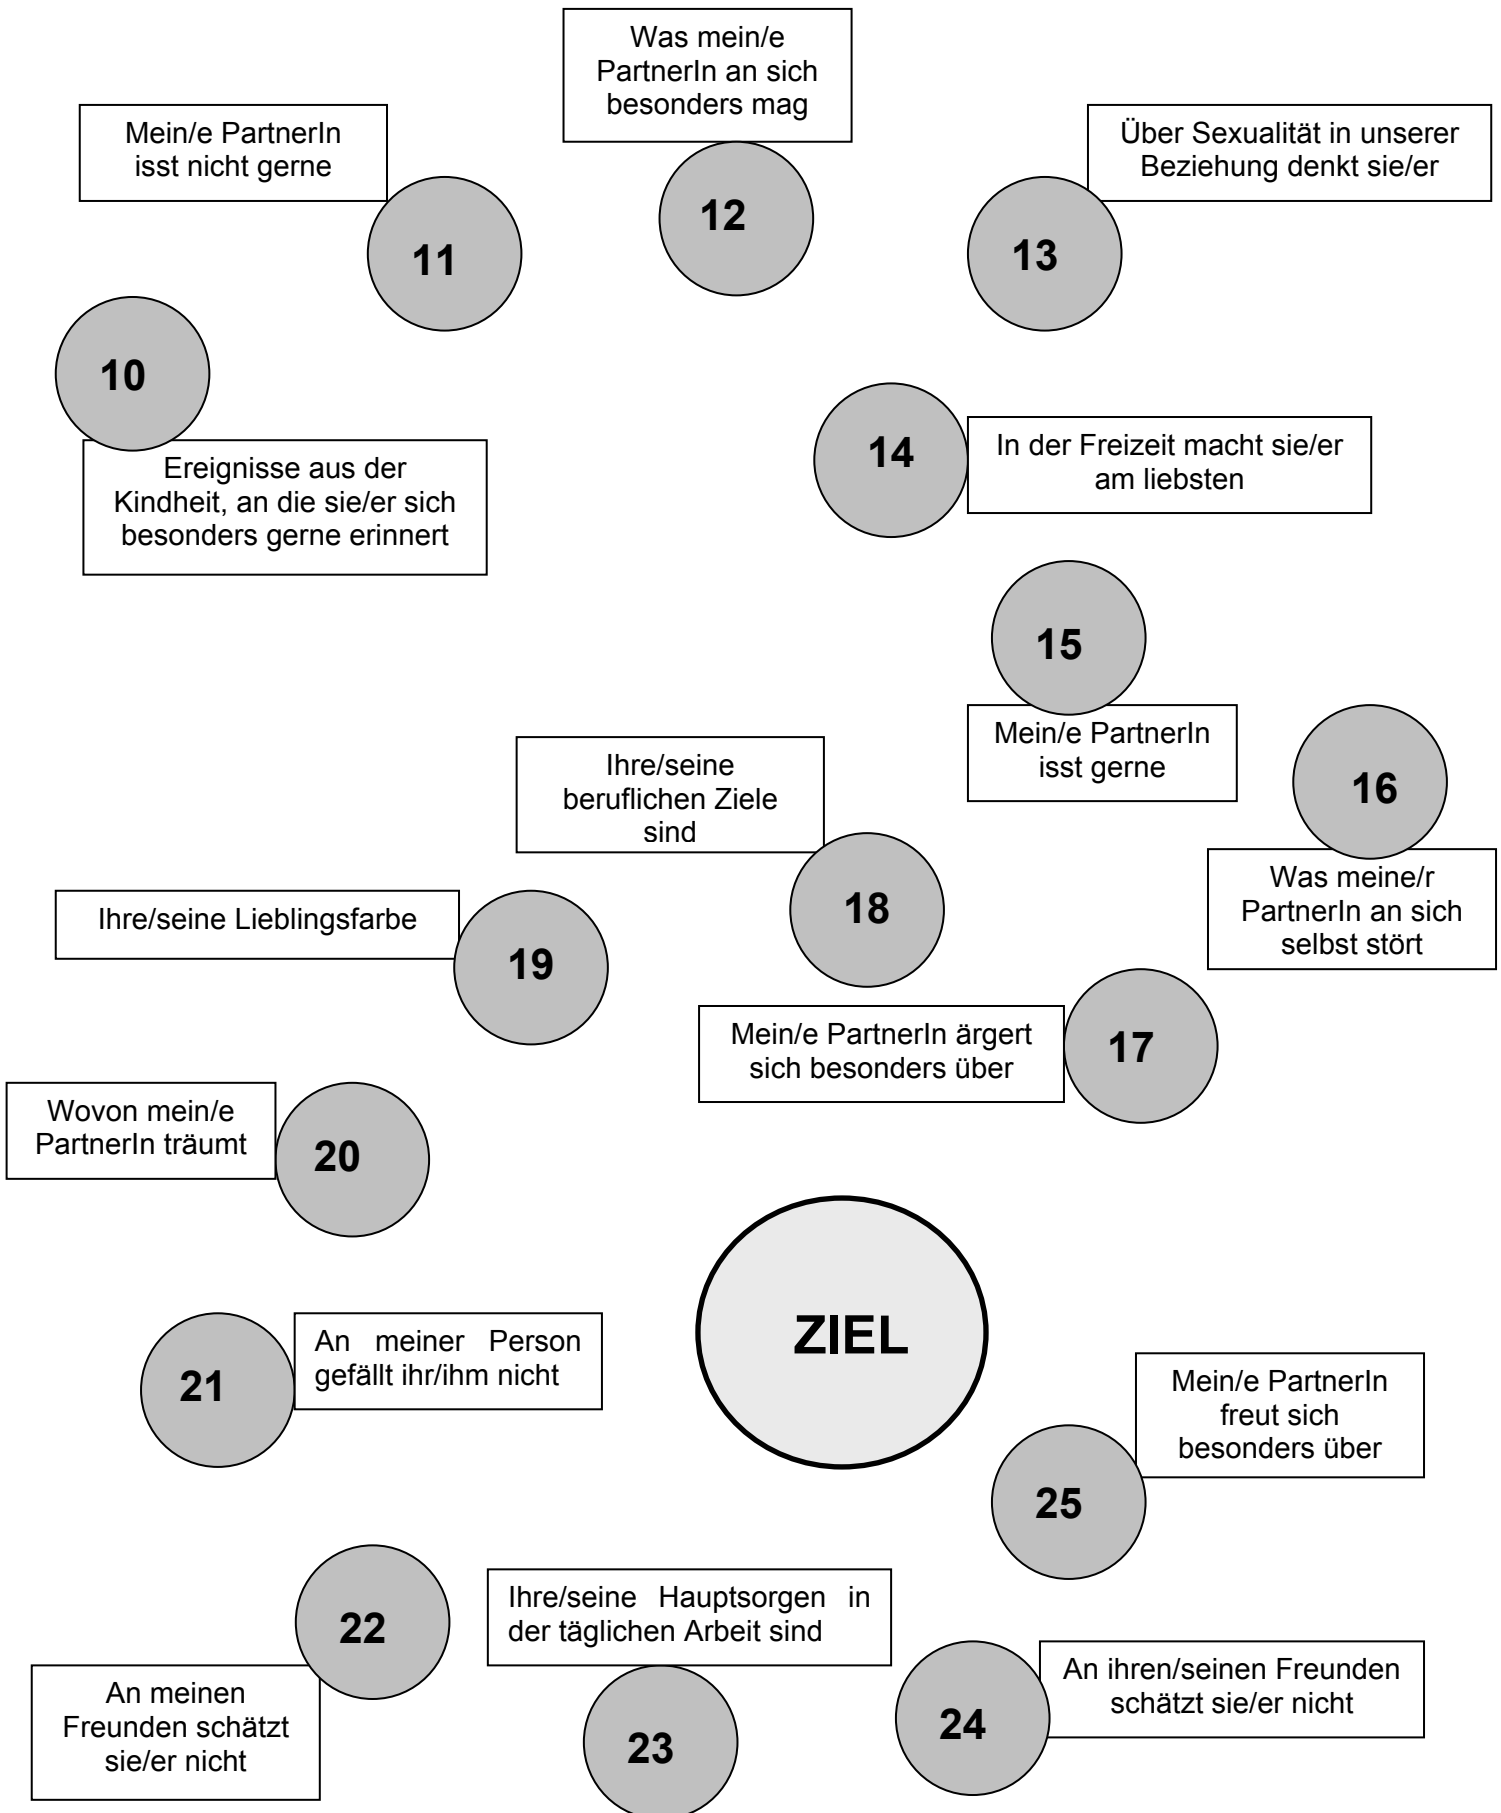 Was mein/e
PartnerIn an sich
besonders mag
Mein/e PartnerIn
isst nicht gerne
Über Sexualität in unserer
Beziehung denkt sie/er
12
11
13
10
Ereignisse aus der
Kindheit, an die sie/er sich
besonders gerne erinnert
14
In der Freizeit macht sie/er
am liebsten
15
Mein/e PartnerIn
isst gerne
16
Was meine/r
PartnerIn an sich
selbst stört
Ihre/seine
beruflichen Ziele
sind
18
Ihre/seine Lieblingsfarbe
19
Mein/e PartnerIn ärgert
sich besonders über
17
Wovon mein/e
PartnerIn träumt
20
ZIEL
An meiner Person
gefällt ihr/ihm nicht
21
Mein/e PartnerIn
freut sich
besonders über
25
22
An meinen
Freunden schätzt
sie/er nicht
Ihre/seine Hauptsorgen in
der täglichen Arbeit sind
23
An ihren/seinen Freunden
schätzt sie/er nicht
24